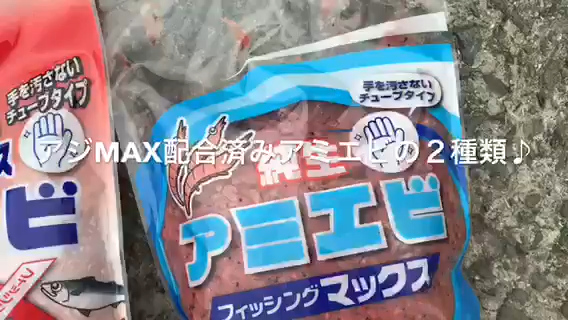 手を汚さない
チューブタイプ
手を汚さない
チューブタイプ
アジMAX配合済みアミエビの２種類♪
ス
ビ
アミエビ
フィッシングマックス